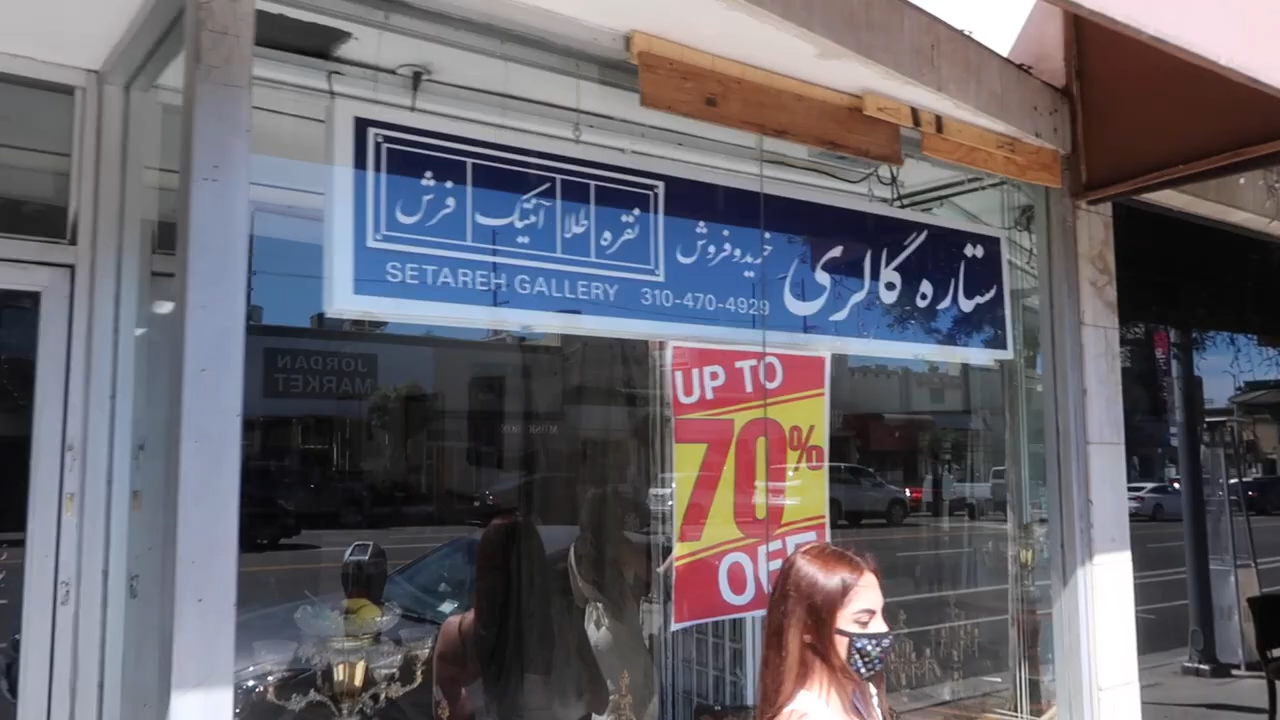 ستاره گالری
خرید و فروش
نقره طلا آنتیک فرش
SETAREH GALLERY 310-470-4929
UP TO
70%
OFF
JORDAN
MARKET